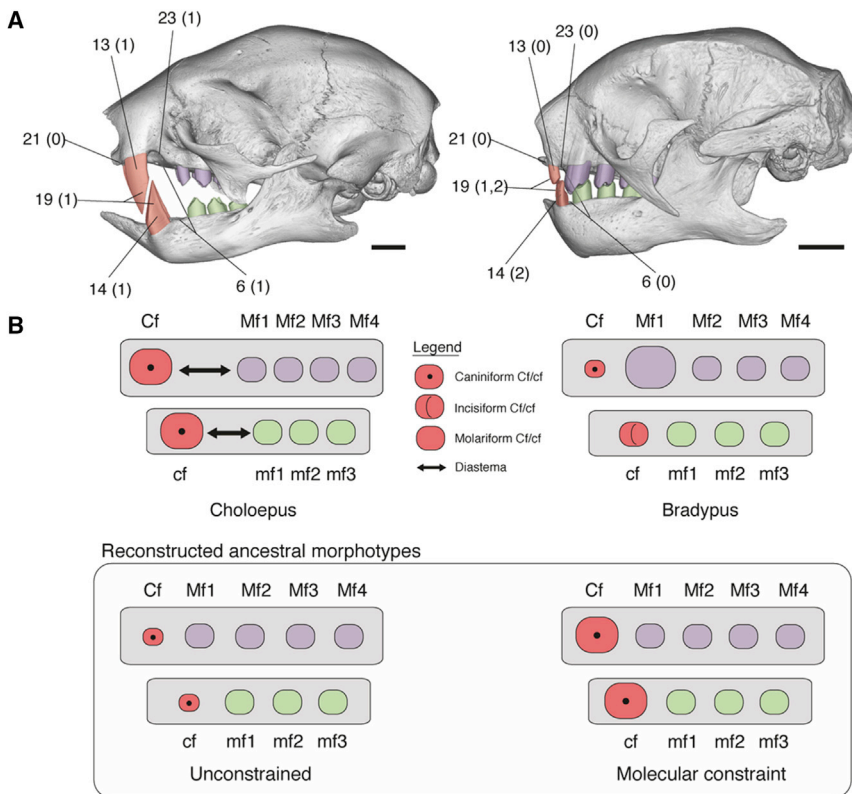 A
23 (1)
13 (1)
21 (0)
19 (1)
14 (1)
6 (1)
23 (0)
13 (0)
21 (0)
19 (1,2)
14 (2)
6 (0)
B
Cf Mf1 Mf2 Mf3 Mf4
cf mf1 mf2 mf3
Choloepus
Legend
Caniniform Cf/cf
Incisiform Cf/cf
Molariform Cf/cf
Diastema
Cf Mf1 Mf2 Mf3 Mf4
cf mf1 mf2 mf3
Bradypus
Reconstructed ancestral morphotypes
Cf Mf1 Mf2 Mf3 Mf4
cf mf1 mf2 mf3
Unconstrained
Cf Mf1 Mf2 Mf3 Mf4
cf mf1 mf2 mf3
Molecular constraint